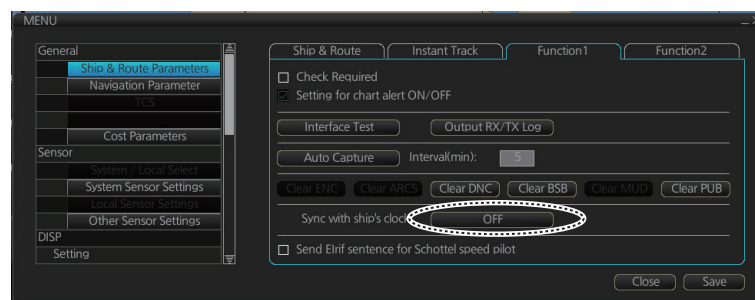 MENU
General
Ship & Route Parameters
Navigation Parameter
TCS
Cost Parameters
Sensor
System / Local Select
System Sensor Settings
Local Sensor Settings
Other Sensor Settings
DISP
Setting
Ship & Route Instant Track Function1 Function2
Check Required
Setting for chart alert ON/OFF
Interface Test Output RX/TX Log
Auto Capture Interval(min): 5
Clear ENC Clear ARCS Clear DNC Clear BSB Clear MUD Clear PUB
Sync with ship's clock OFF
Send Elrif sentence for Schottel speed pilot
Close Save